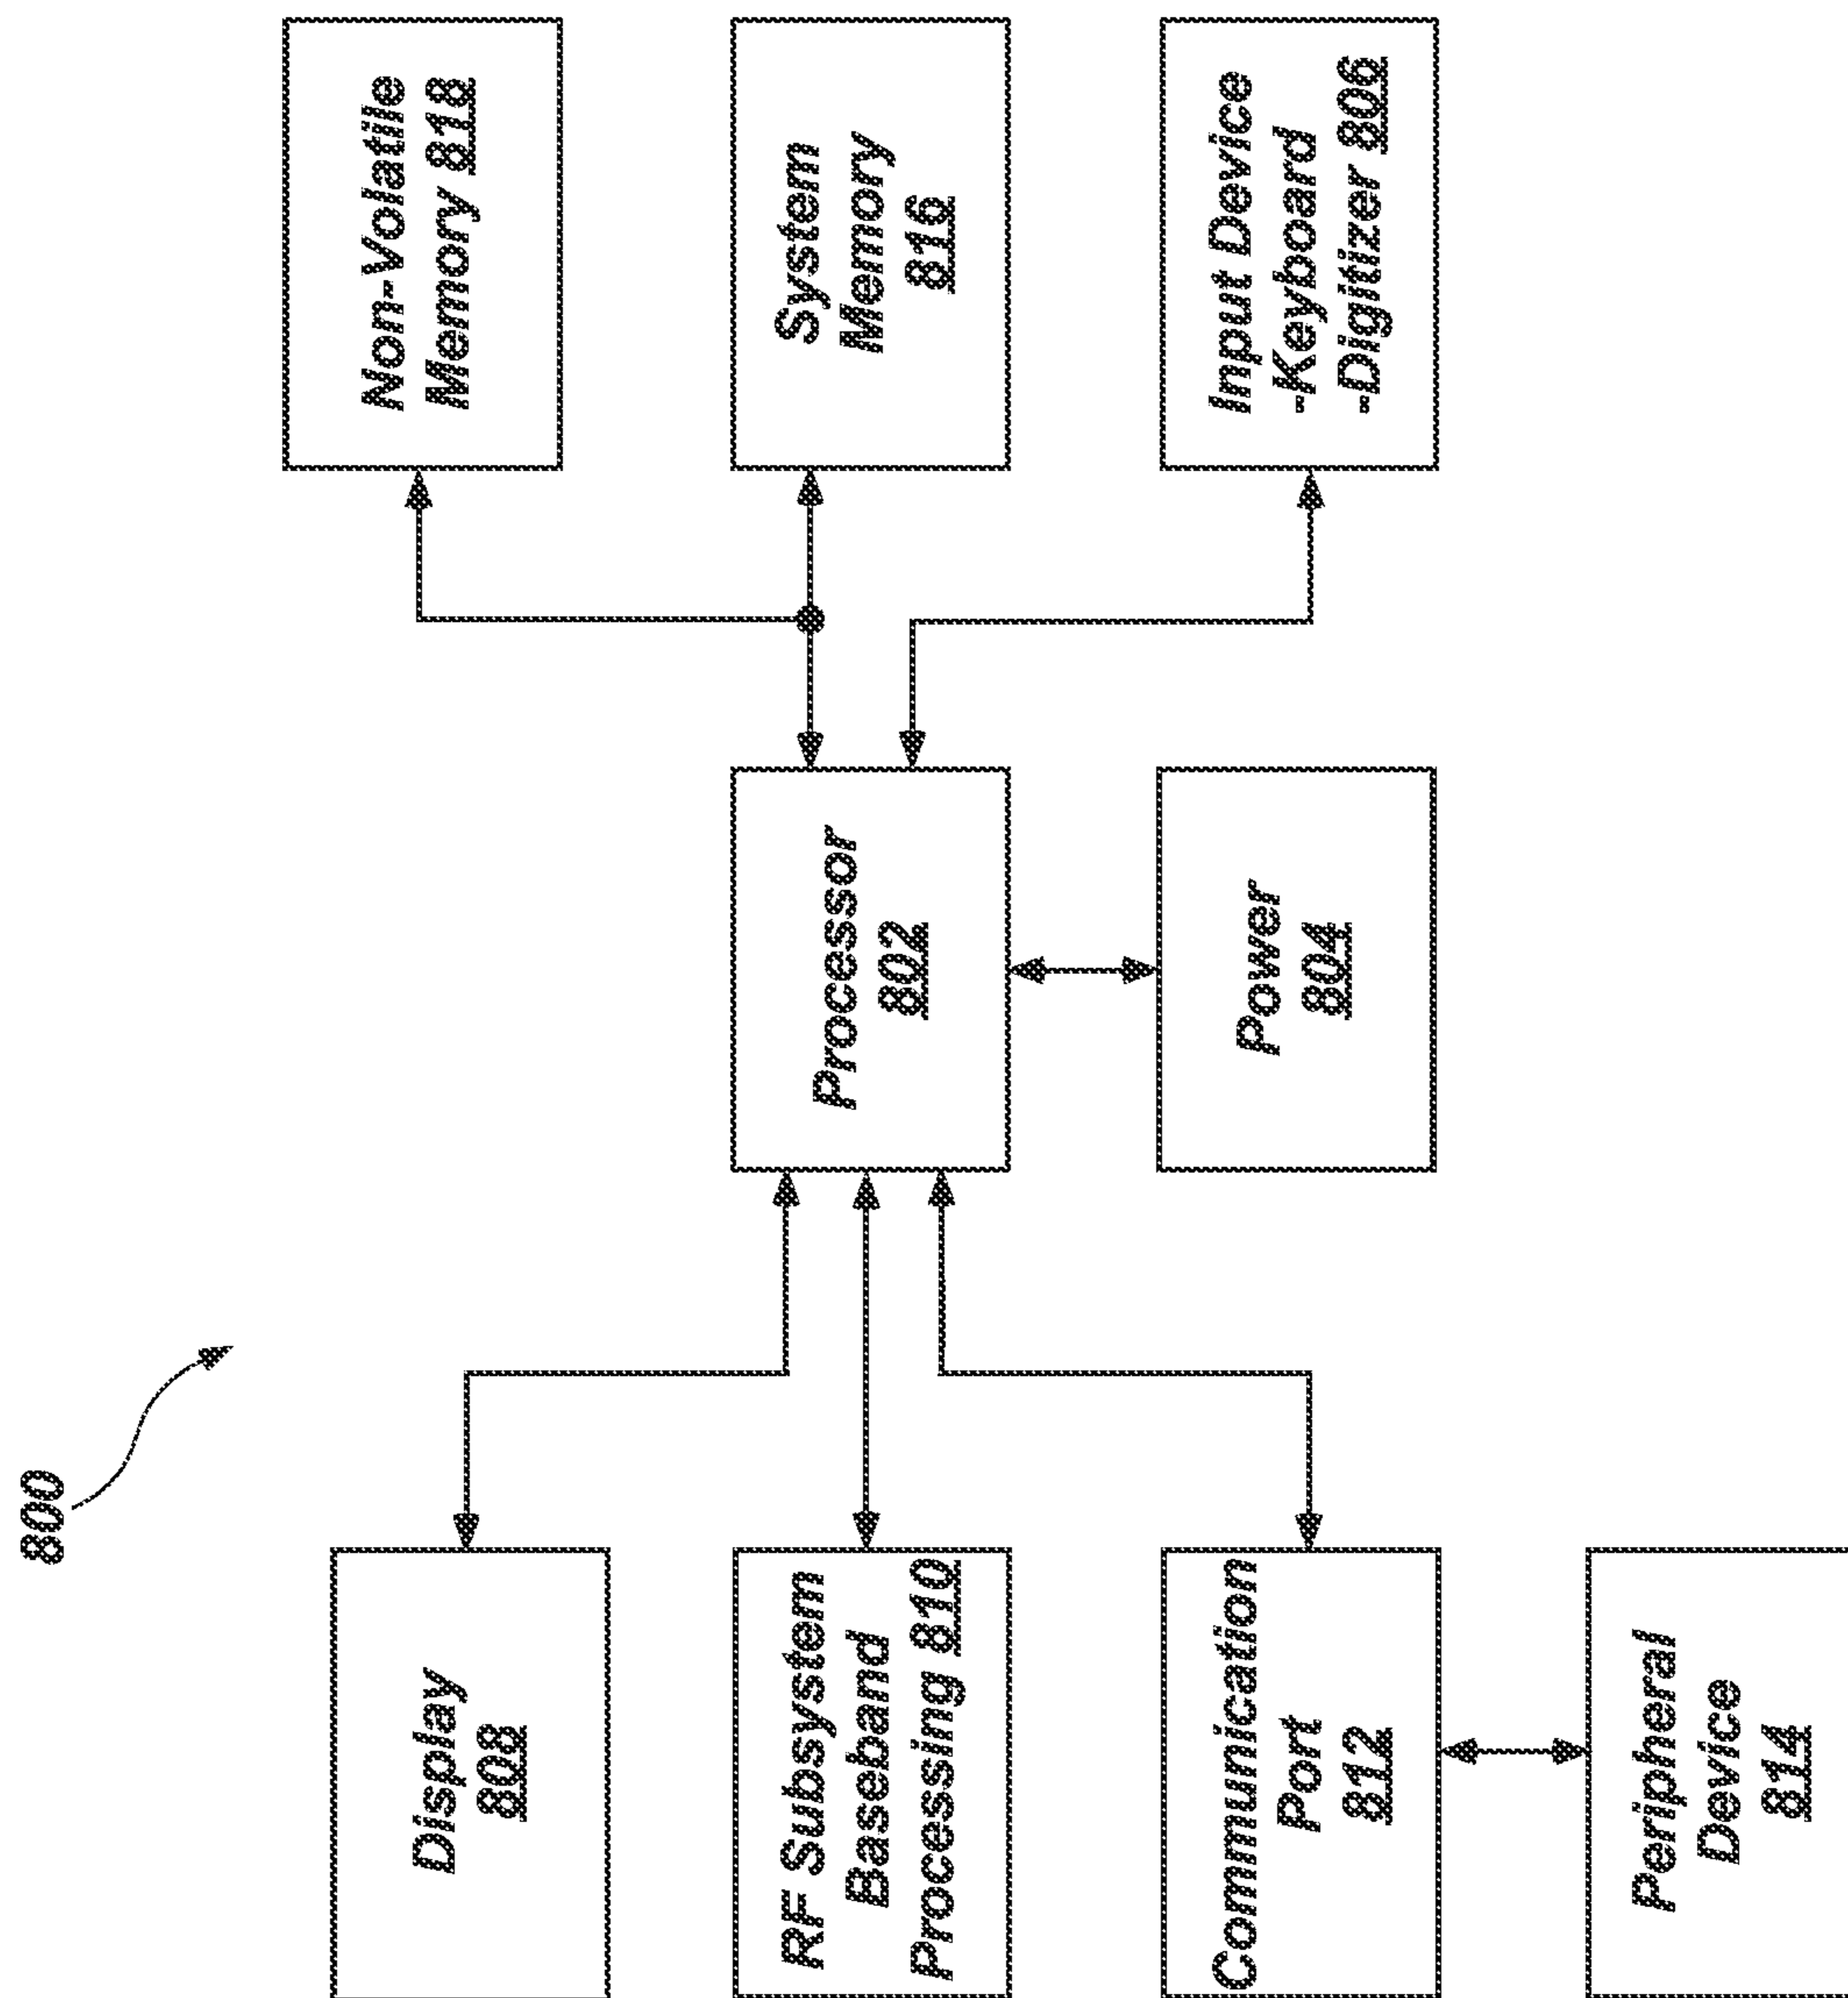 800
Display
808
RF Subsystem
Baseband
Processing 810
Communication
Port
812
Peripheral
Device
814
Processor
802
Power
804
Non-Volatile
Memory 818
System
Memory
816
Input Device
-Keyboard
-Digitizer 806